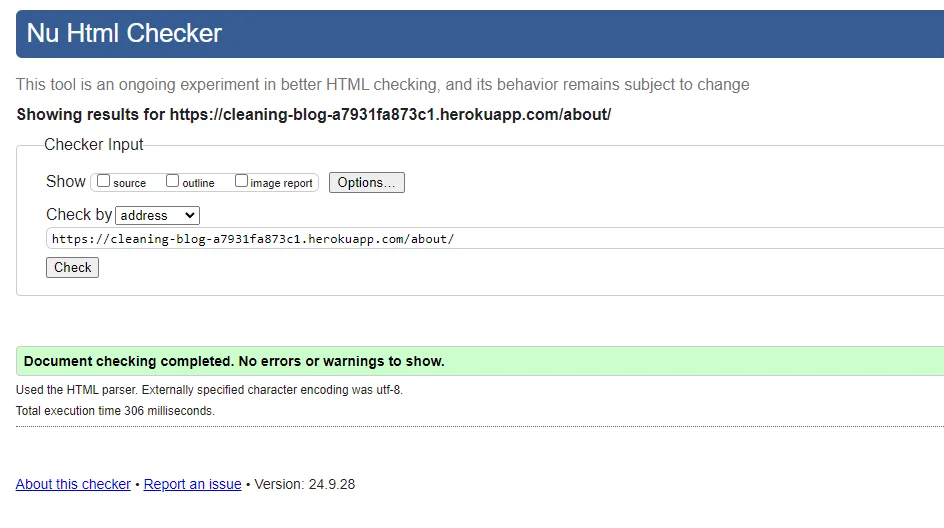 Nu Html Checker
This tool is an ongoing experiment in better HTML checking, and its behavior remains subject to change
Showing results for https://cleaning-blog-a7931fa873c1.herokuapp.com/about/
Checker Input
Show source outline image report Options...
Check by address
https://cleaning-blog-a7931fa873c1.herokuapp.com/about/
Check
Document checking completed. No errors or warnings to show.
Used the HTML parser. Externally specified character encoding was utf-8.
Total execution time 306 milliseconds.
About this checker • Report an issue • Version: 24.9.28